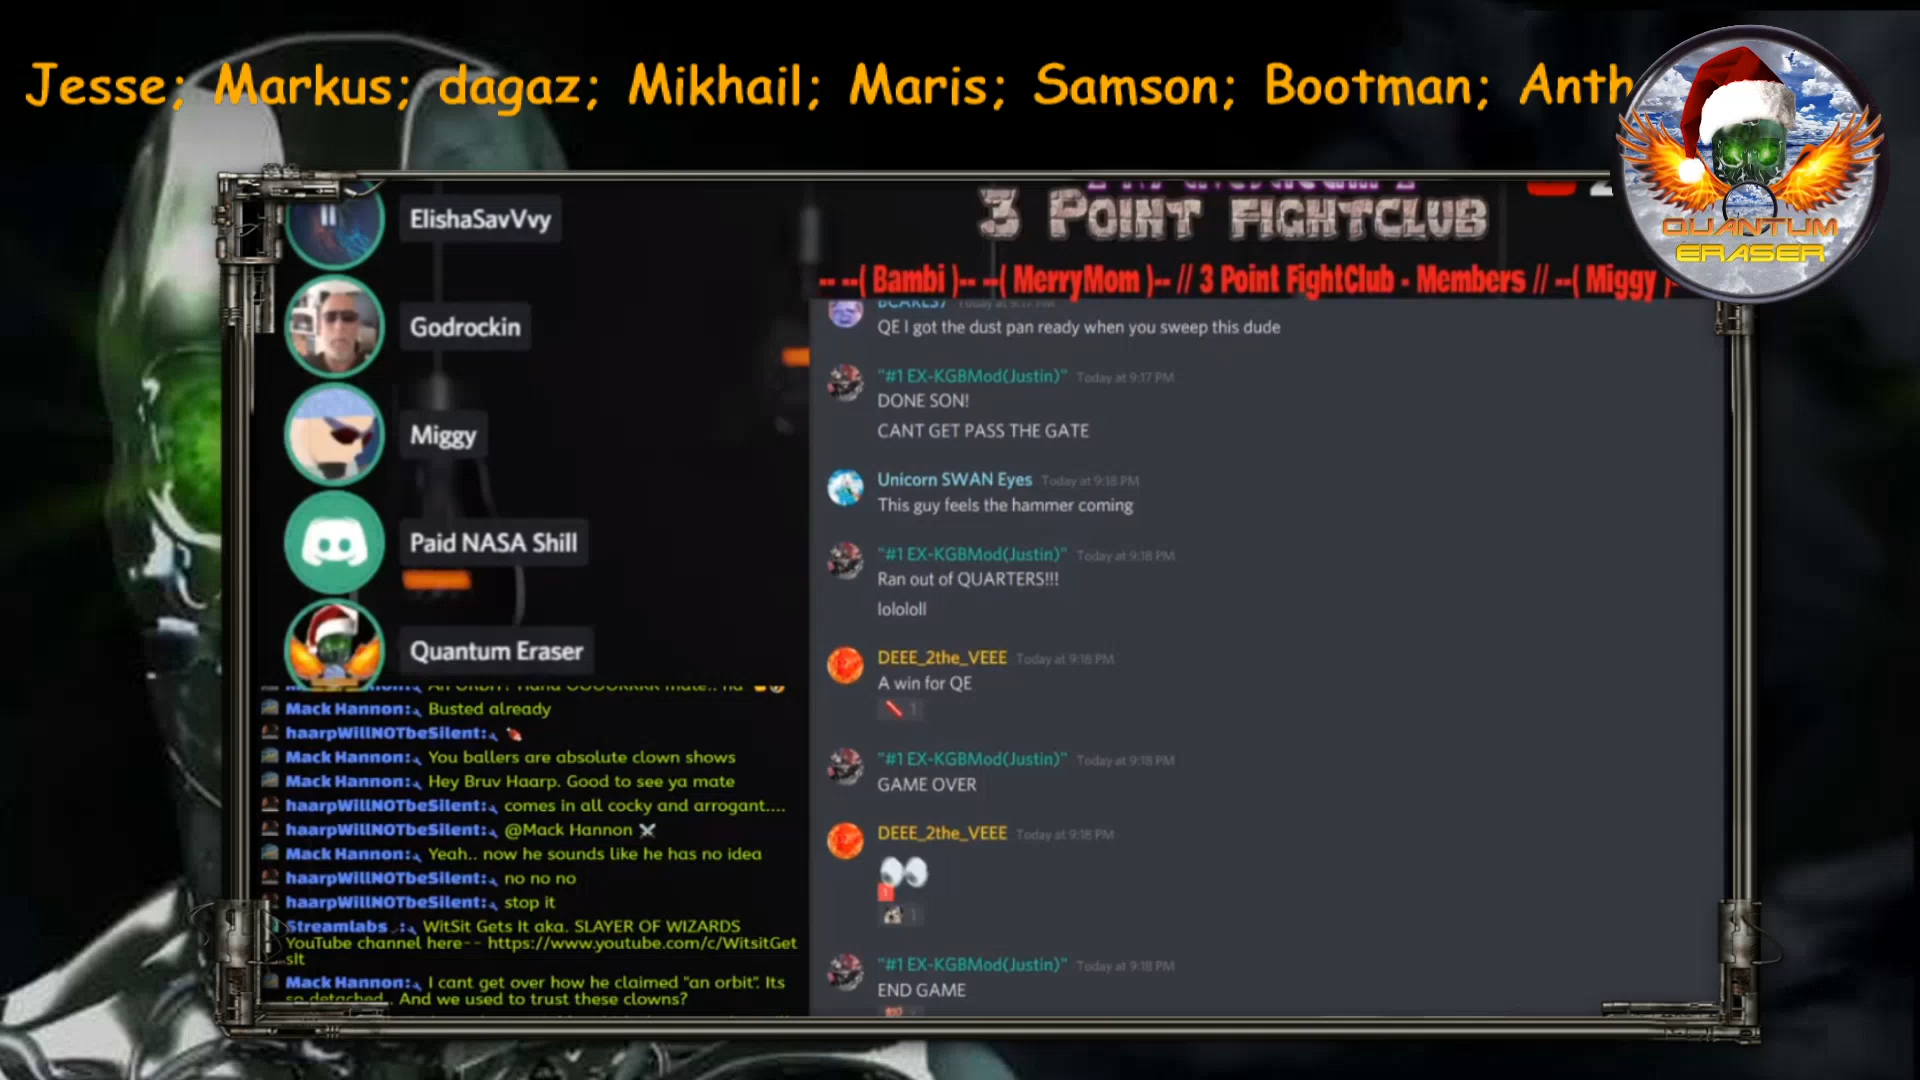 Jesse; Markus; dagaz; Mikhail; Maris; Samson; Bootman; Anth
QUANTUM
ERASER
3 POINT FIGHTCLUB
-- --( Bambi )-- --( MerryMom )-- // 3 Point FightClub - Members // --( Miggy )-
ElishaSavVvy
Godrockin
Miggy
Paid NASA Shill
Quantum Eraser
Mack Hannon: Busted already
haarpWillNOTbeSilent:
Mack Hannon: You ballers are absolute clown shows
Mack Hannon: Hey Bruv Haarp. Good to see ya mate
haarpWillNOTbeSilent: comes in all cocky and arrogant....
haarpWillNOTbeSilent: @Mack Hannon ⚔
Mack Hannon: Yeah.. now he sounds like he has no idea
haarpWillNOTbeSilent: no no no
haarpWillNOTbeSilent: stop it
Streamlabs : WitSit Gets It aka. SLAYER OF WIZARDS
YouTube channel here-- https://www.youtube.com/c/WitsitGet
sIt
Mack Hannon: I cant get over how he claimed "an orbit". Its
so detached.. And we used to trust these clowns?
QE I got the dust pan ready when you sweep this dude
"#1 EX-KGBMod(Justin)" Today at 9:17 PM
DONE SON!
CANT GET PASS THE GATE
Unicorn SWAN Eyes Today at 9:18 PM
This guy feels the hammer coming
"#1 EX-KGBMod(Justin)" Today at 9:18 PM
Ran out of QUARTERS!!!
lolololl
DEEE_2the_VEEE Today at 9:18 PM
A win for QE
1
"#1 EX-KGBMod(Justin)" Today at 9:18 PM
GAME OVER
DEEE_2the_VEEE Today at 9:18 PM
👀
1
"#1 EX-KGBMod(Justin)" Today at 9:18 PM
END GAME